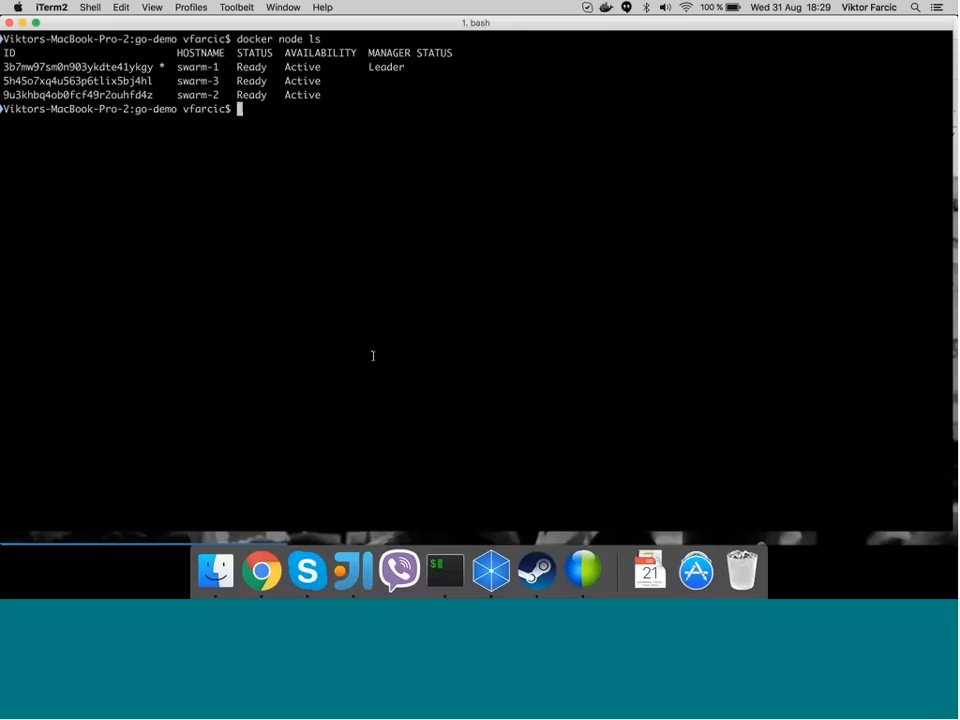 iTerm2 Shell Edit View Profiles Toolbelt Window Help 100 % Wed 31 Aug 18:29 Viktor Farcic
1. bash
Viktors-MacBook-Pro-2:go-demo vfarcic$ docker node ls
ID HOSTNAME STATUS AVAILABILITY MANAGER STATUS
3b7mw97sm0n903ykdte41ykgy * swarm-1 Ready Active Leader
5h45o7xq4u563p6tlix5bj4hl swarm-3 Ready Active
9u3khbq4ob0fcf49r2ouhfd4z swarm-2 Ready Active
Viktors-MacBook-Pro-2:go-demo vfarcic$
$
21